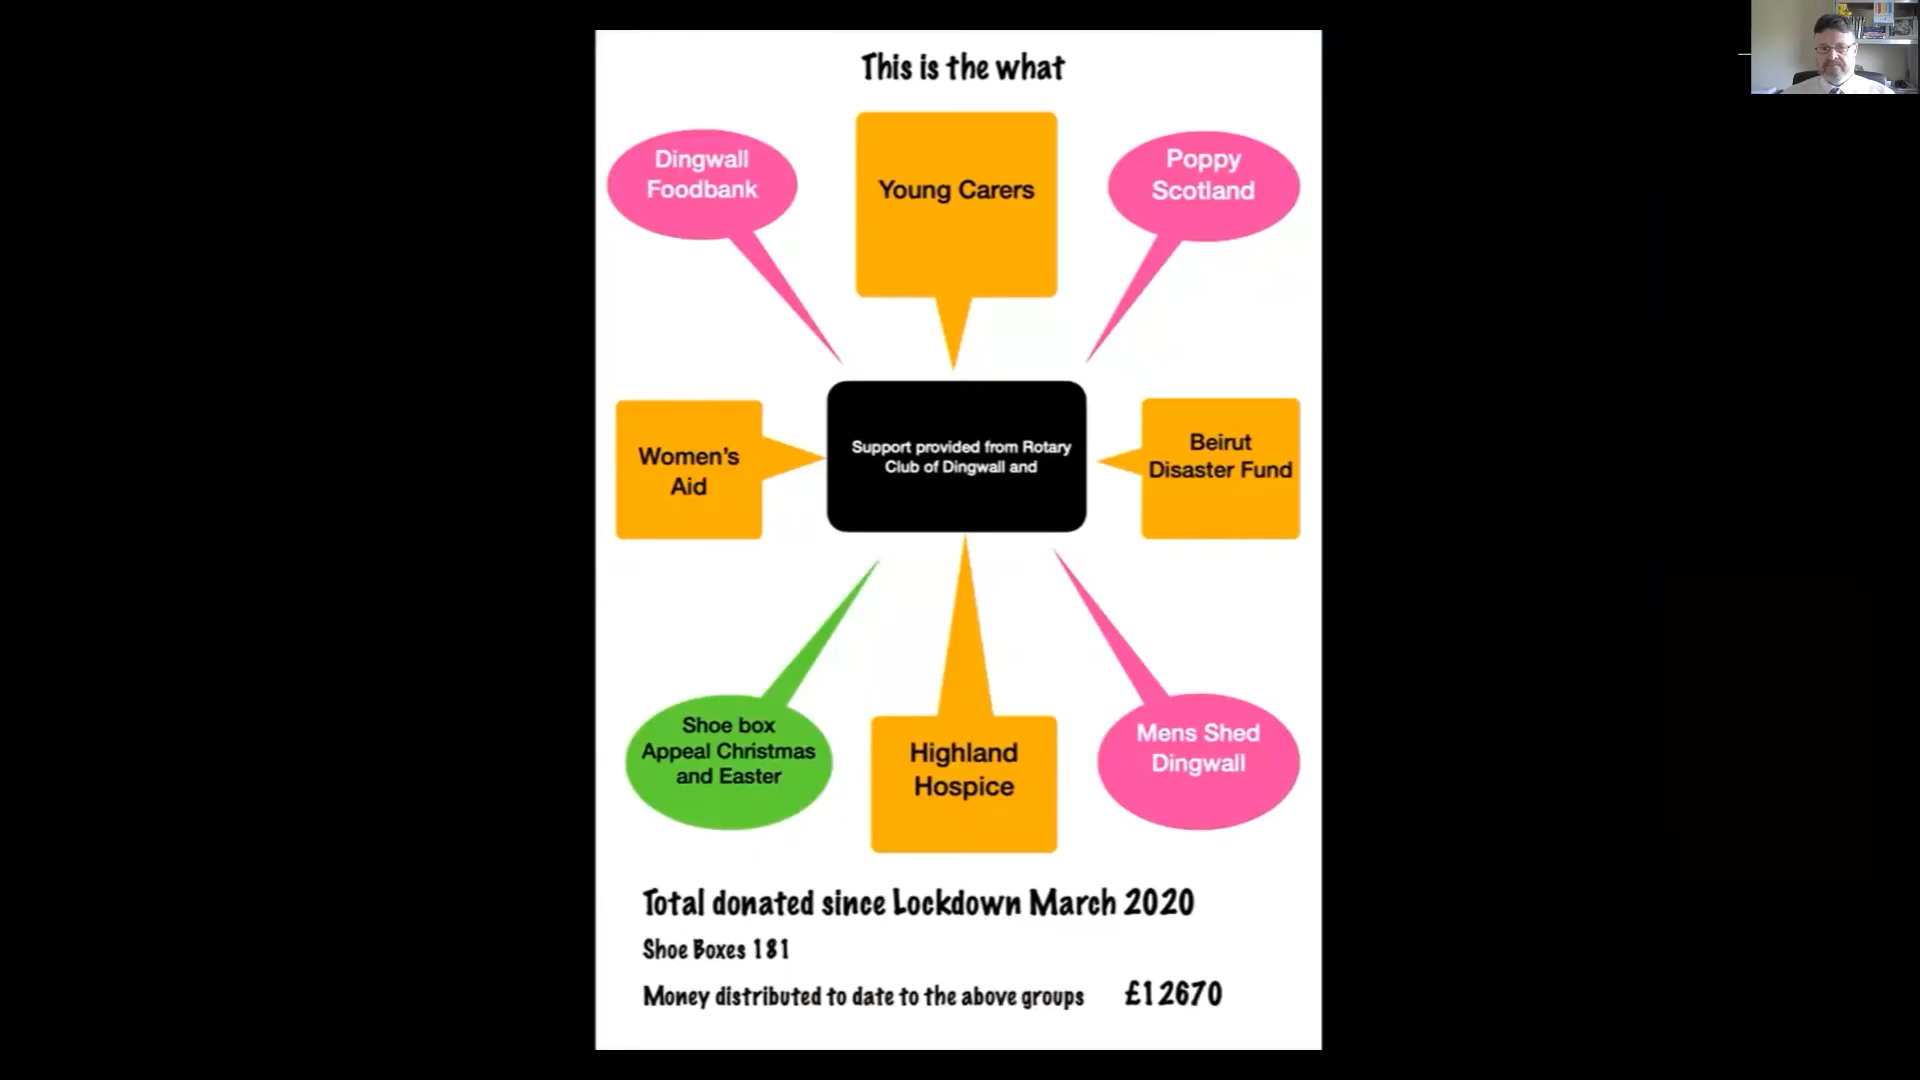 This is the what
Dingwall
Foodbank
Young Carers
Poppy
Scotland
Women's
Aid
Support provided from Rotary
Club of Dingwall and
Beirut
Disaster Fund
Shoe box
Appeal Christmas
and Easter
Highland
Hospice
Mens Shed
Dingwall
Total donated since Lockdown March 2020
Shoe Boxes 181
Money distributed to date to the above groups £12670